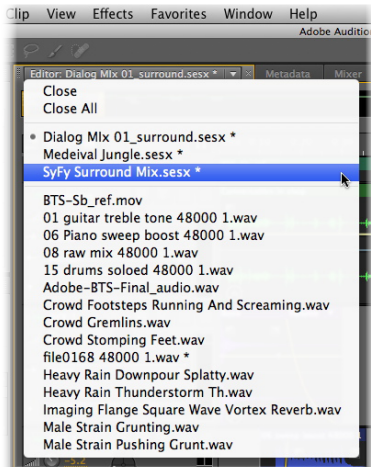 Clip View Effects Favorites Window Help
Adobe Auditio
Editor: Dialog MIx 01_surround.sesx * Metadata Mixer
Close
Close All
Dialog MIx 01_surround.sesx *
Medeival Jungle.sesx *
SyFy Surround Mix.sesx *
BTS-Sb_ref.mov
01 guitar treble tone 48000 1.wav
06 Piano sweep boost 48000 1.wav
08 raw mix 48000 1.wav
15 drums soloed 48000 1.wav
Adobe-BTS-Final_audio.wav
Crowd Footsteps Running And Screaming.wav
Crowd Gremlins.wav
Crowd Stomping Feet.wav
file0168 48000 1.wav *
Heavy Rain Downpour Splatty.wav
Heavy Rain Thunderstorm Th.wav
Imaging Flange Square Wave Vortex Reverb.wav
Male Strain Grunting.wav
Male Strain Pushing Grunt.wav